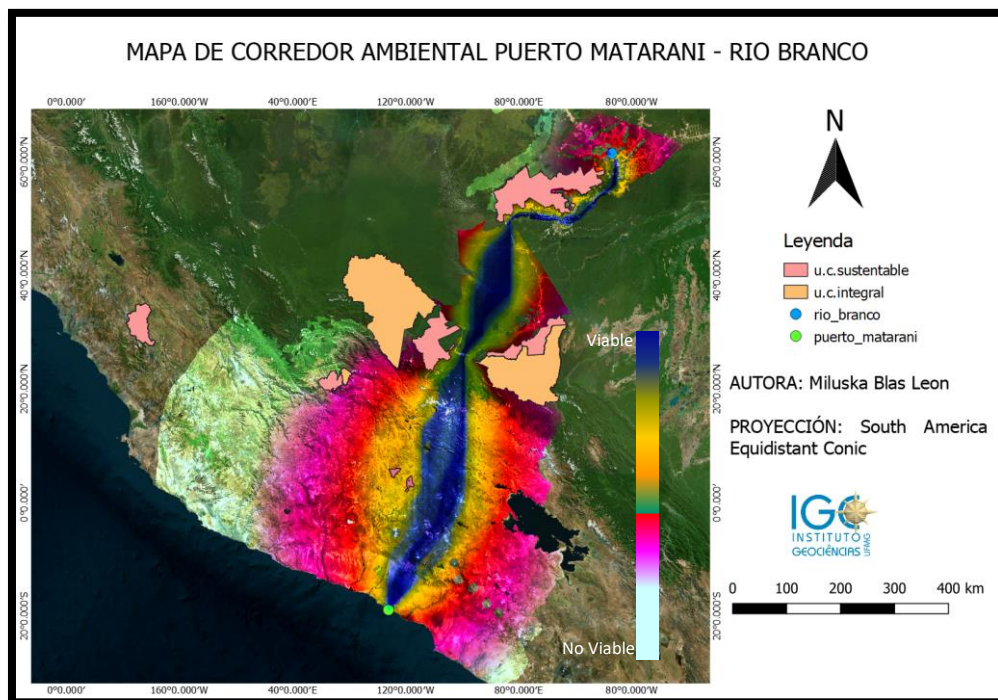 MAPA DE CORREDOR AMBIENTAL PUERTO MATARANI - RIO BRANCO
0°0.000' 160°0.000'W 40°0.000'E 120°0.000'W 80°0.000'E 80°0.000'W
60°0.000'N
40°0.000'N
20°0.000'N
0°0.000'
20°0.000'S
60°0.000'N
40°0.000'N
20°0.000'N
0°0.000'
20°0.000'S
Viable
No Viable
0°0.000' 160°0.000'W 40°0.000'E 120°0.000'W 80°0.000'E 80°0.000'W
N
Leyenda
u.c.sustentable
u.c.integral
rio_branco
puerto_matarani
AUTORA: Miluska Blas Leon
PROYECCIÓN: South America
Equidistant Conic
IGC
INSTITUTO
GEOCIÊNCIAS
UFMG
0 100 200 300 400 km